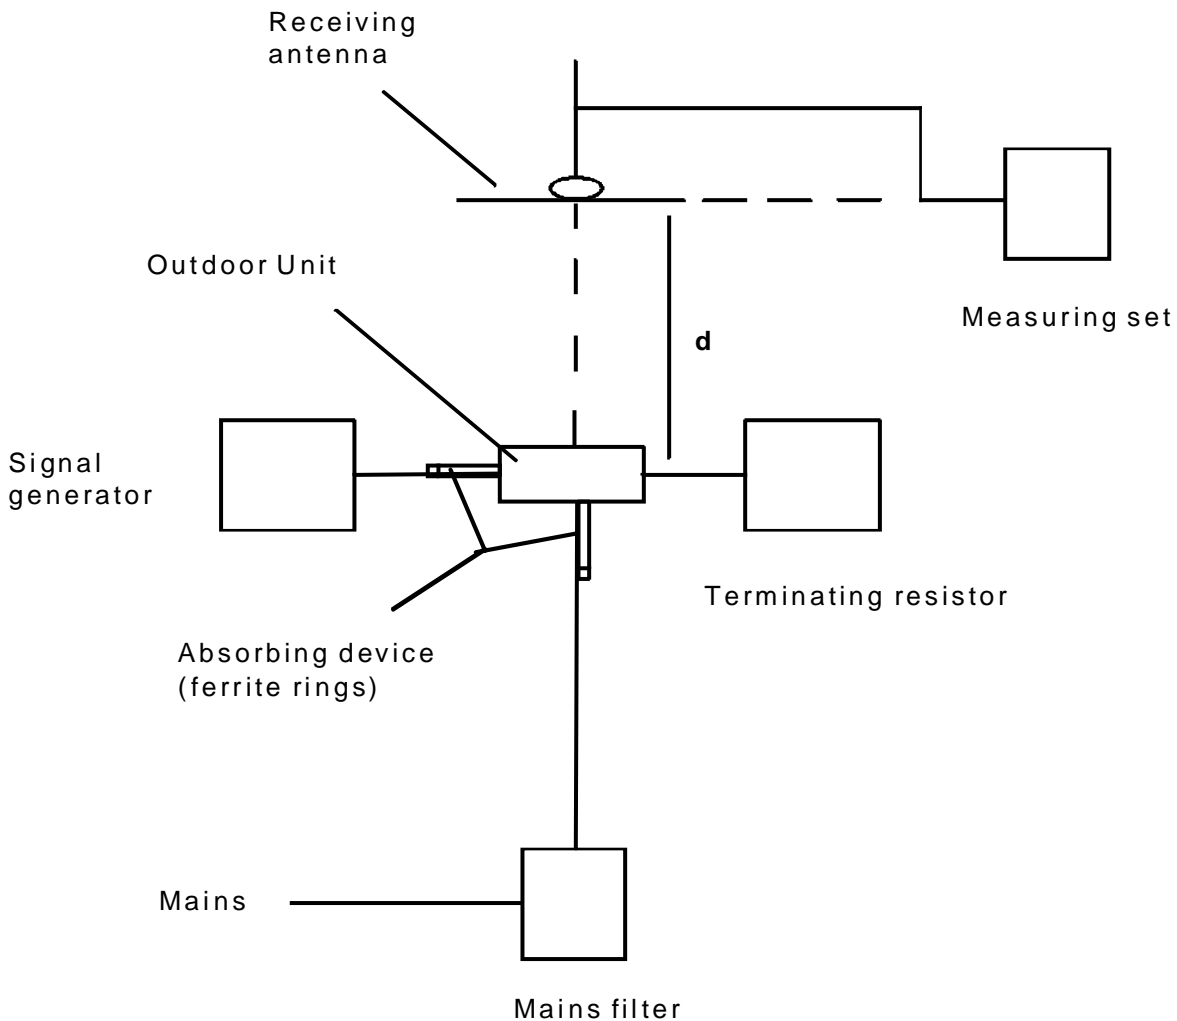 Receiving
antenna
Outdoor Unit
Measuring set
d
Signal
generator
Terminating resistor
Absorbing device
(ferrite rings)
Mains
Mains filter